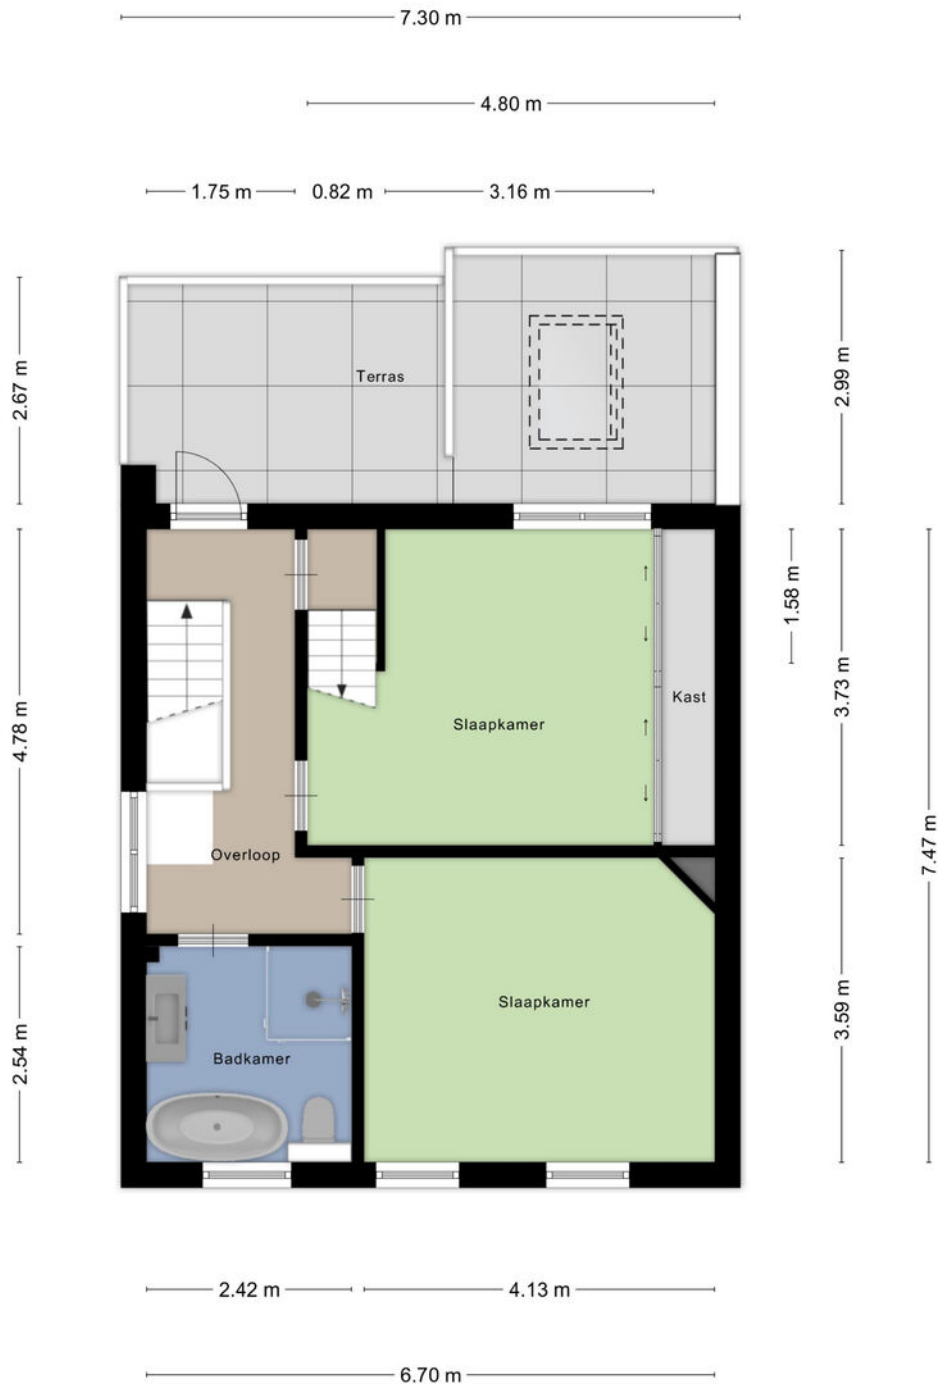 7.30 m
4.80 m
1.75 m 0.82 m 3.16 m
2.67 m
2.99 m
Terras
1.58 m
3.73 m
4.78 m
Kast
Slaapkamer
7.47 m
Overloop
Slaapkamer
3.59 m
2.54 m
Badkamer
2.42 m 4.13 m
6.70 m